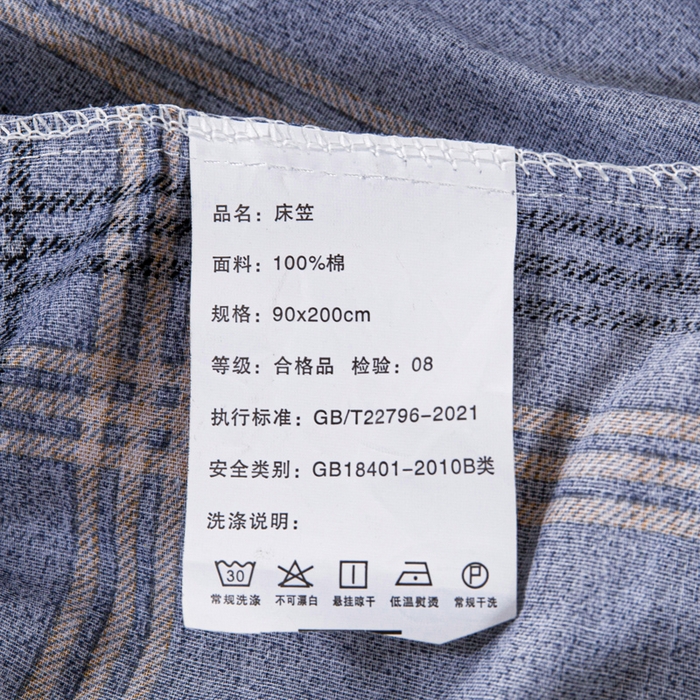 品名：床笠
面料：100%棉
规格：90x200cm
等级：合格品 检验：08
执行标准：GB/T22796-2021
安全类别：GB18401-2010B类
洗涤说明：
30 P
常规洗涤 不可漂白 悬挂晾干 低温熨烫 常规干洗